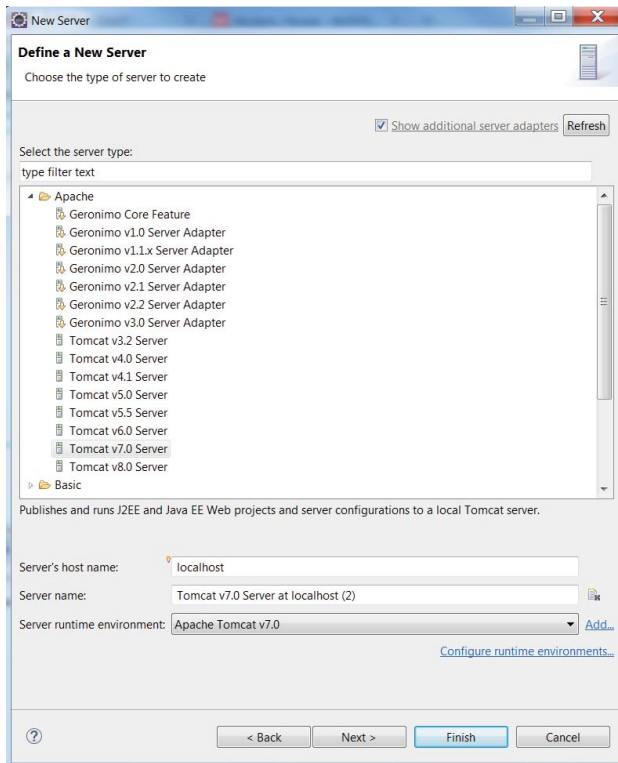 New Server
Define a New Server
Choose the type of server to create
Show additional server adapters Refresh
Select the server type:
type filter text
Apache
Geronimo Core Feature
Geronimo v1.0 Server Adapter
Geronimo v1.1.x Server Adapter
Geronimo v2.0 Server Adapter
Geronimo v2.1 Server Adapter
Geronimo v2.2 Server Adapter
Geronimo v3.0 Server Adapter
Tomcat v3.2 Server
Tomcat v4.0 Server
Tomcat v4.1 Server
Tomcat v5.0 Server
Tomcat v5.5 Server
Tomcat v6.0 Server
Tomcat v7.0 Server
Tomcat v8.0 Server
Basic
Publishes and runs J2EE and Java EE Web projects and server configurations to a local Tomcat server.
Server's host name: localhost
Server name: Tomcat v7.0 Server at localhost (2)
Server runtime environment: Apache Tomcat v7.0 Add...
Configure runtime environments...
? < Back Next > Finish Cancel